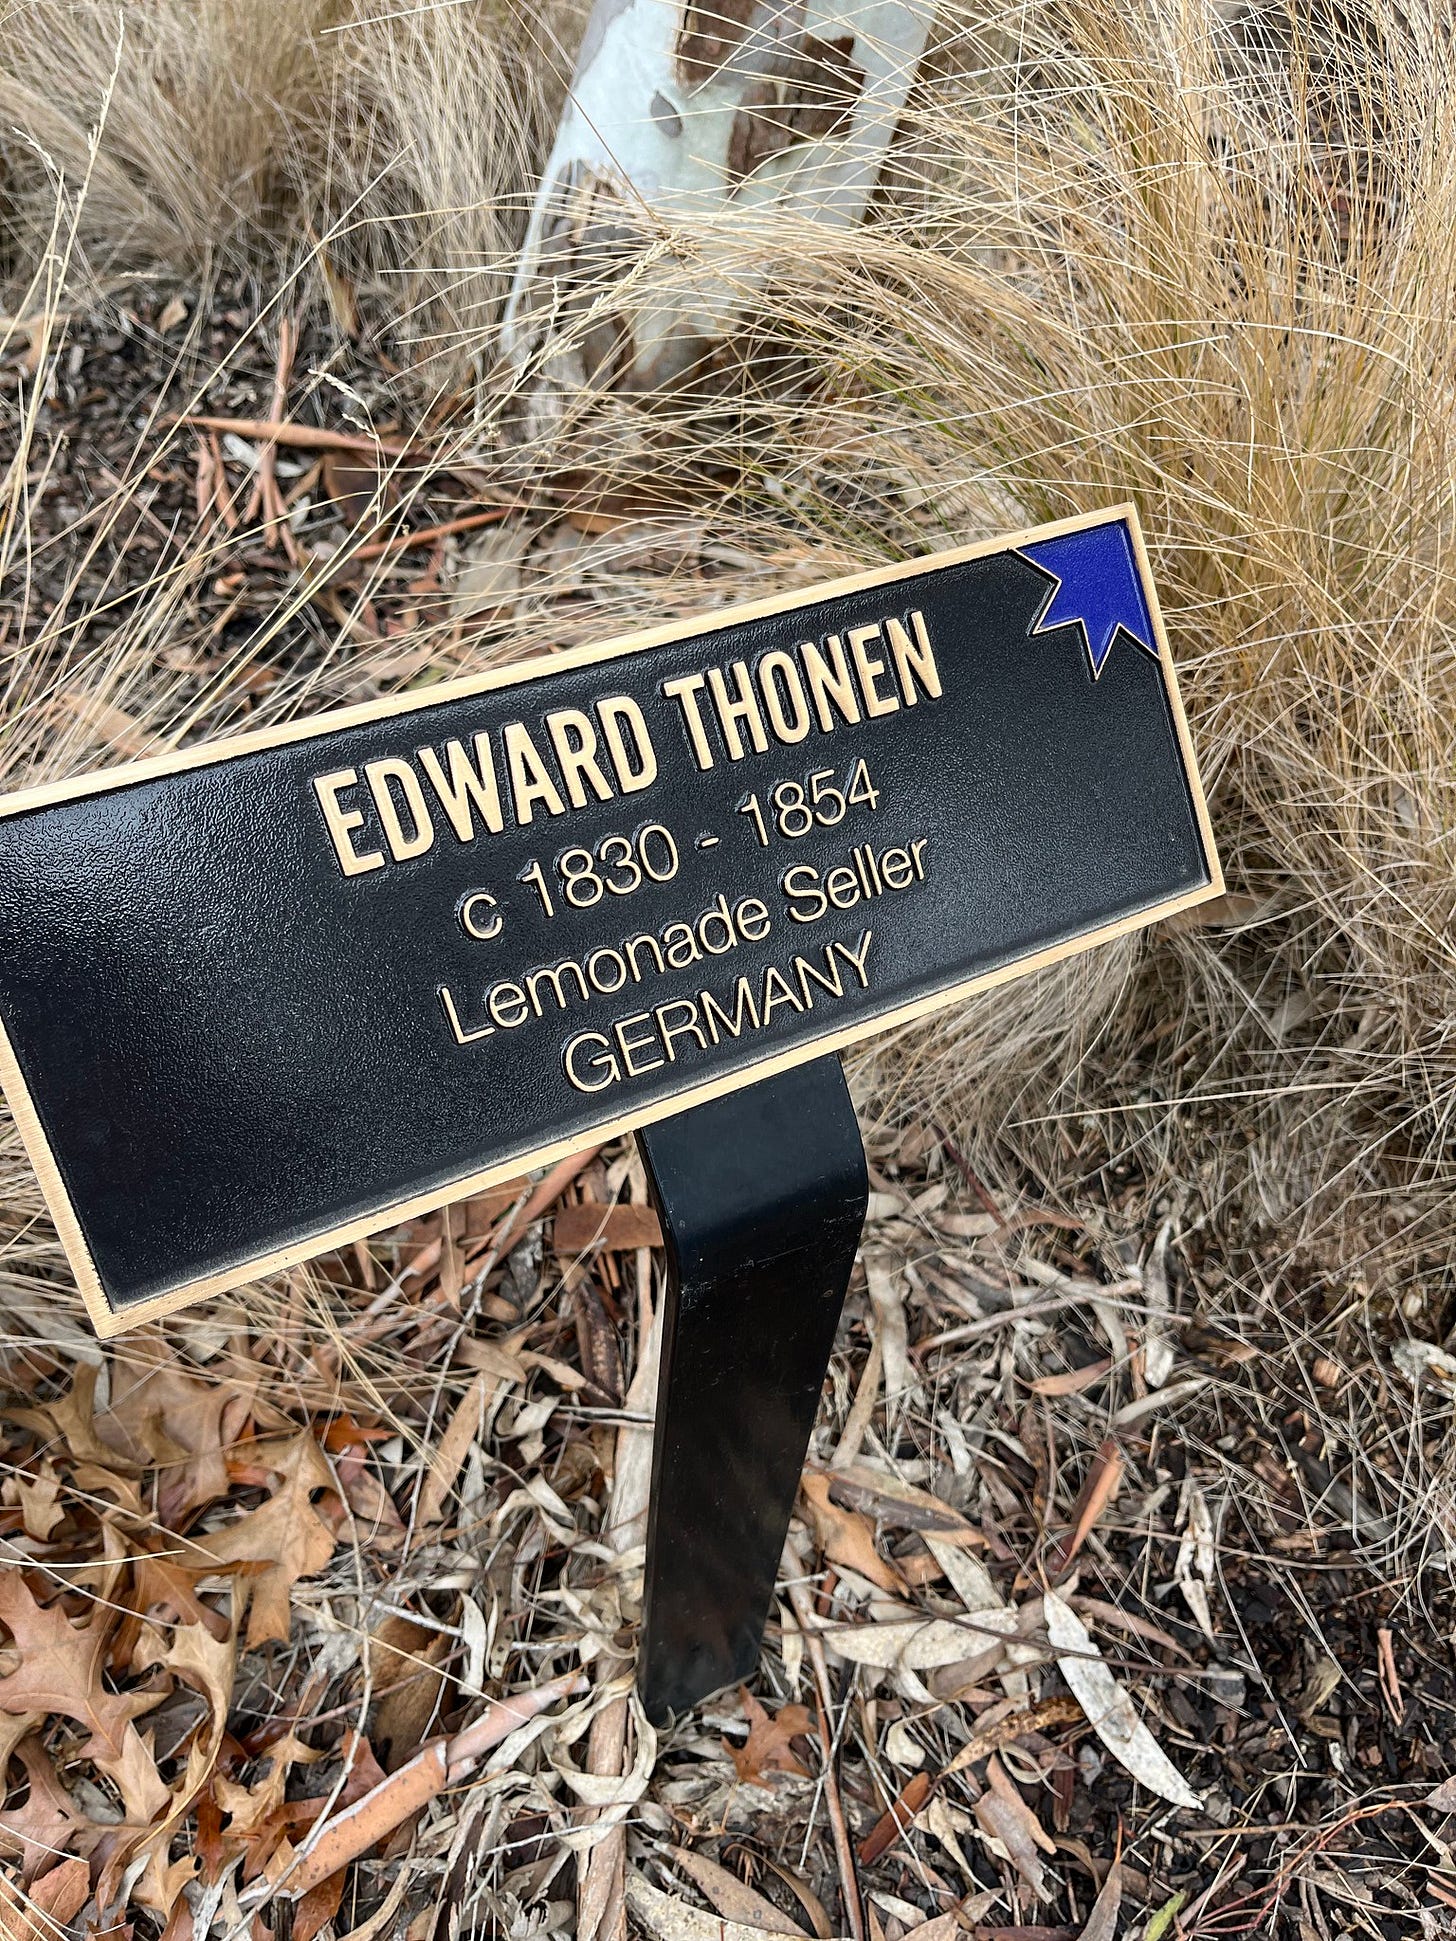 EDWARD THONEN
c 1830 - 1854
Lemonade Seller
GERMANY